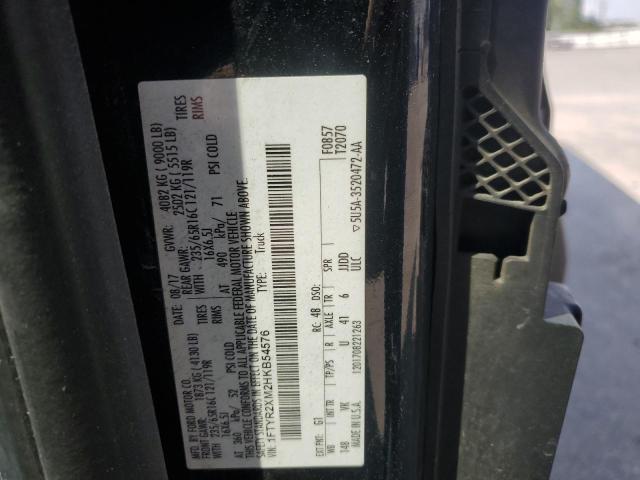 MFD. BY FORD MOTOR CO.
DATE: 08/17 GVWR: 4082 KG ( 9000 LB)
FRONT GAWR: 1873 KG ( 4130 LB) REAR GAWR: 2502 KG ( 5515 LB)
WITH 235/65R16C 121/119R TIRES WITH 235/65R16C 121/119R TIRES
16X6.5J RIMS 16X6.5J RIMS
AT 360 kPa/ 52 PSI COLD AT 490 kPa/ 71 PSI COLD
THIS VEHICLE CONFORMS TO ALL APPLICABLE FEDERAL MOTOR VEHICLE
SAFETY STANDARDS IN EFFECT ON THE DATE OF MANUFACTURE SHOWN ABOVE.
VIN: 1FTYR2XM2HKB54576 TYPE: Truck
F0857
T2070
EXT PNT: G1 RC: 48 DSO:
WB INT TR TP/PS R AXLE TR SPR
148 VK U 41 6 JJDD
MADE IN U.S.A. 1201708221263 ULC
▽ 5U5A-3520472-AA